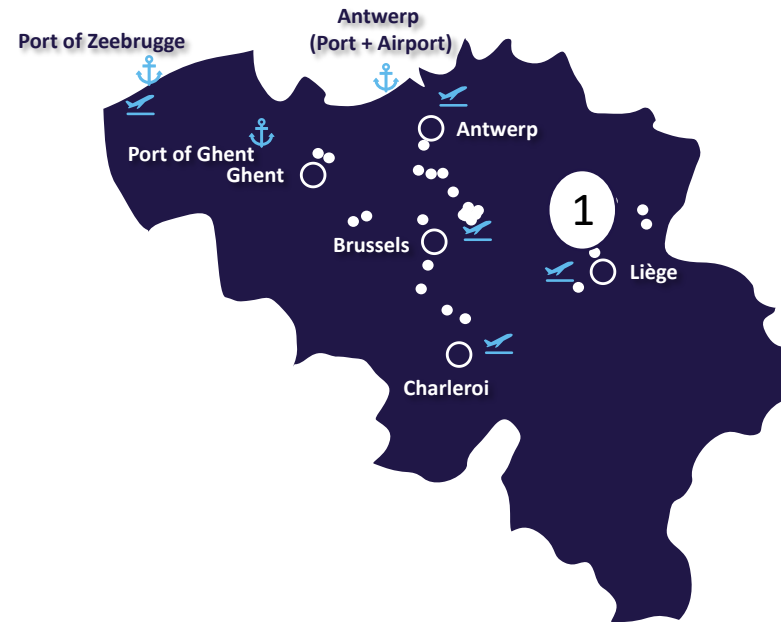 Antwerp
(Port + Airport)
Port of Zeebrugge
Antwerp
Port of Ghent
Ghent
1
Brussels
Liège
Charleroi